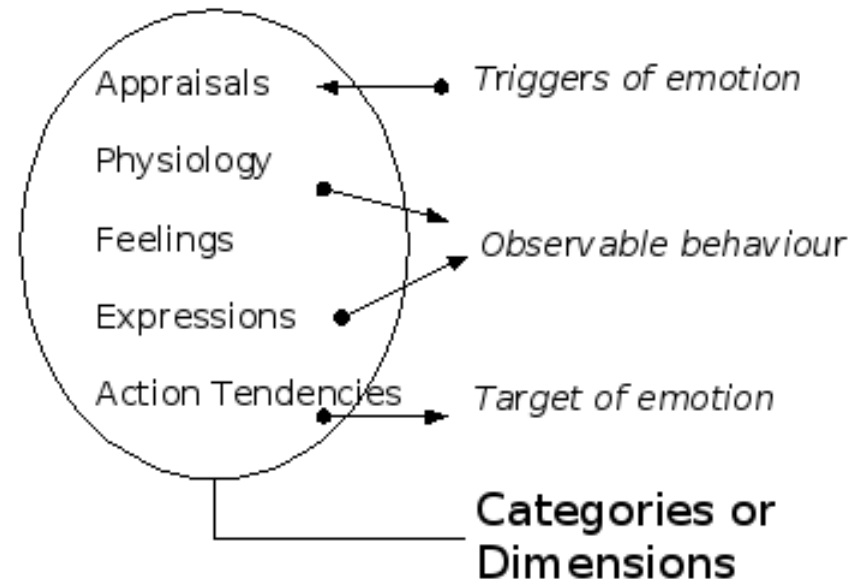 Appraisals
Triggers of emotion
Physiology
Feelings
Observable behaviour
Expressions
Action Tendencies
Target of emotion
Categories or
Dimensions